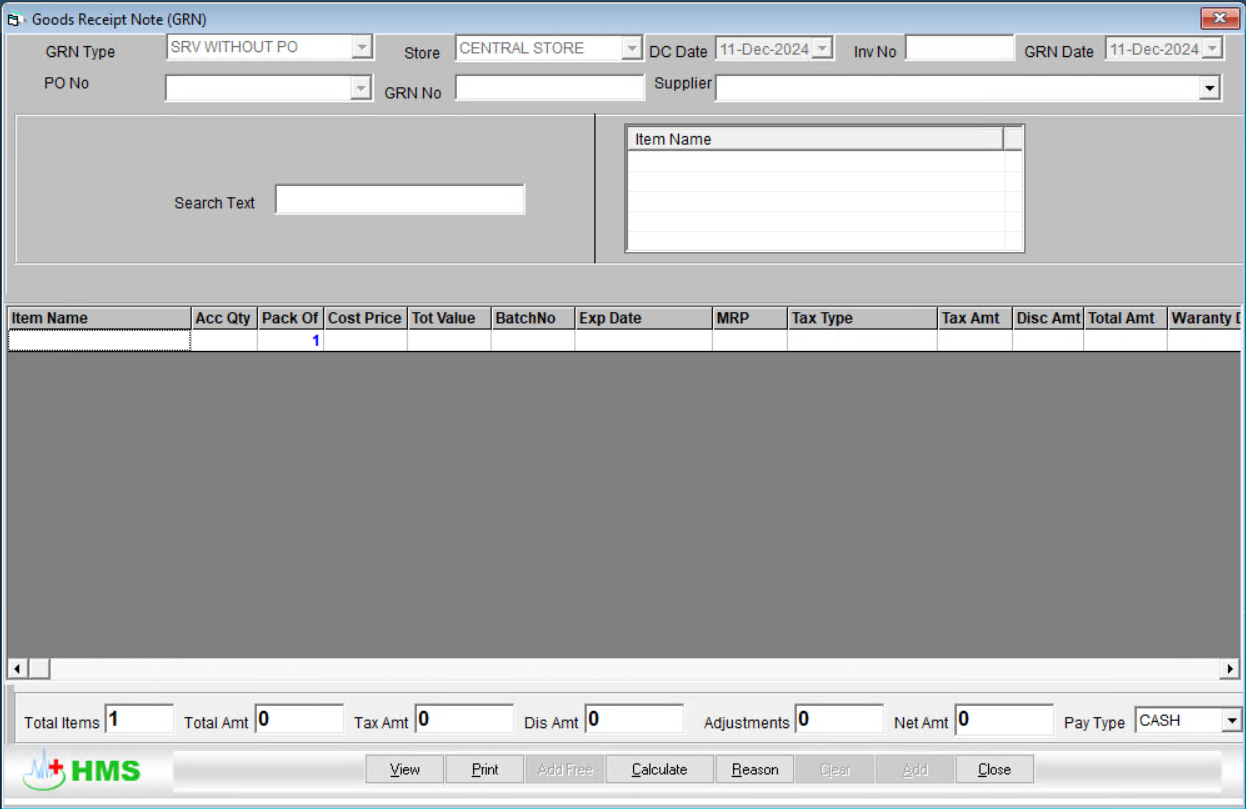 Goods Receipt Note (GRN)
GRN Type SRV WITHOUT PO Store CENTRAL STORE DC Date 11-Dec-2024 Inv No GRN Date 11-Dec-2024
PO No GRN No Supplier
Item Name
Search Text
Item Name Acc Qty Pack Of Cost Price Tot Value BatchNo Exp Date MRP Tax Type Tax Amt Disc Amt Total Amt Waranty D
1
Total Items 1 Total Amt 0 Tax Amt 0 Dis Amt 0 Adjustments 0 Net Amt 0 Pay Type CASH
HMS View Print Add Free Calculate Reason Clear Add Close